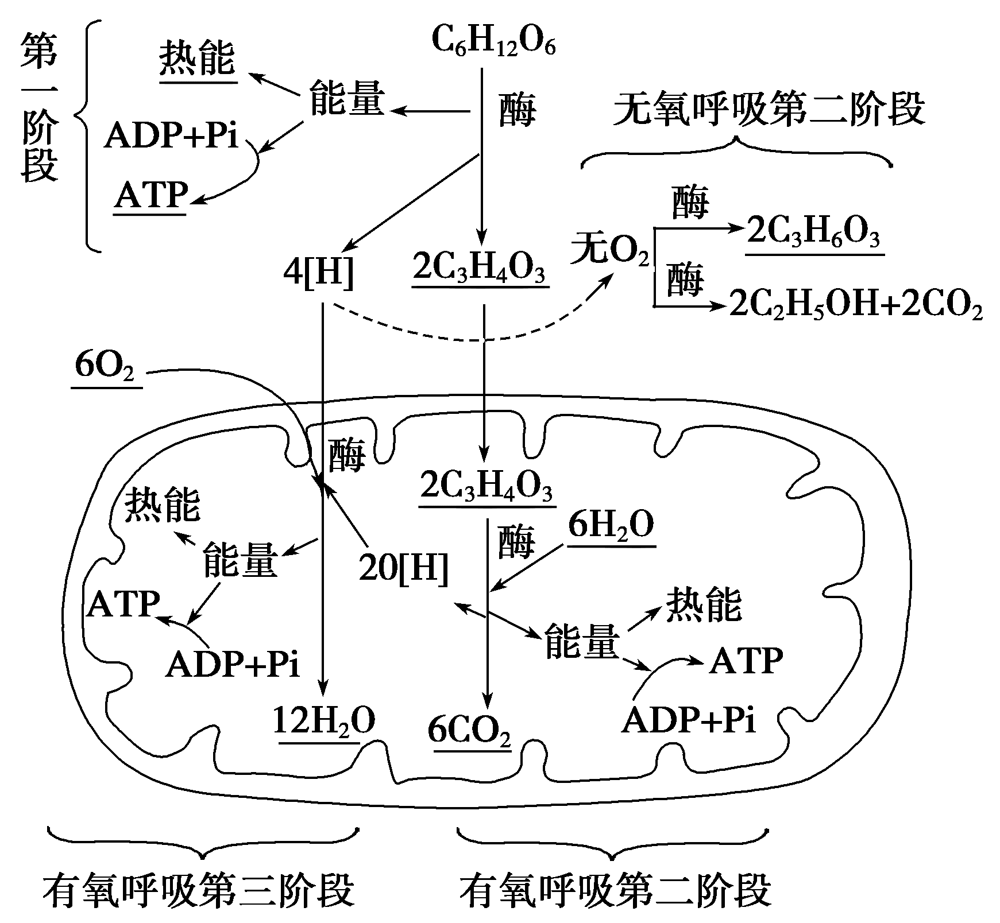 第一阶段
C₆H₁₂O₆
热能
能量
酶
ADP+Pi
ATP
无氧呼吸第二阶段
4[H]
2C₃H₄O₃
无O₂
酶
2C₃H₆O₃
酶
2C₂H₅OH+2CO₂
6O₂
酶
2C₃H₄O₃
热能
能量
20[H]
酶
6H₂O
ATP
ADP+Pi
能量
热能
ATP
ADP+Pi
12H₂O
6CO₂
有氧呼吸第三阶段
有氧呼吸第二阶段